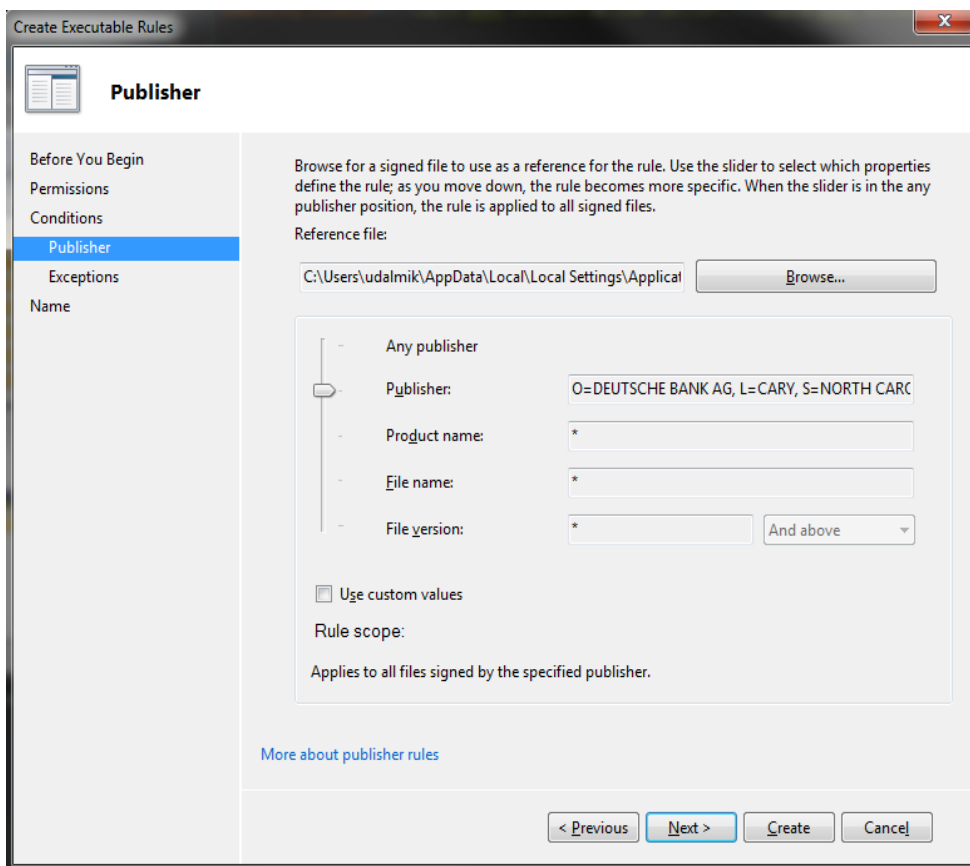 Create Executable Rules
x
Publisher
Before You Begin
Permissions
Conditions
Publisher
Exceptions
Name
Browse for a signed file to use as a reference for the rule. Use the slider to select which properties
define the rule; as you move down, the rule becomes more specific. When the slider is in the any
publisher position, the rule is applied to all signed files.
Reference file:
C:\Users\udalmik\AppData\Local\Local Settings\Applicat
Browse...
Any publisher
Publisher:
O=DEUTSCHE BANK AG, L=CARY, S=NORTH CARO
Product name:
*
File name:
*
File version:
*
And above
Use custom values
Rule scope:
Applies to all files signed by the specified publisher.
More about publisher rules
< Previous
Next >
Create
Cancel